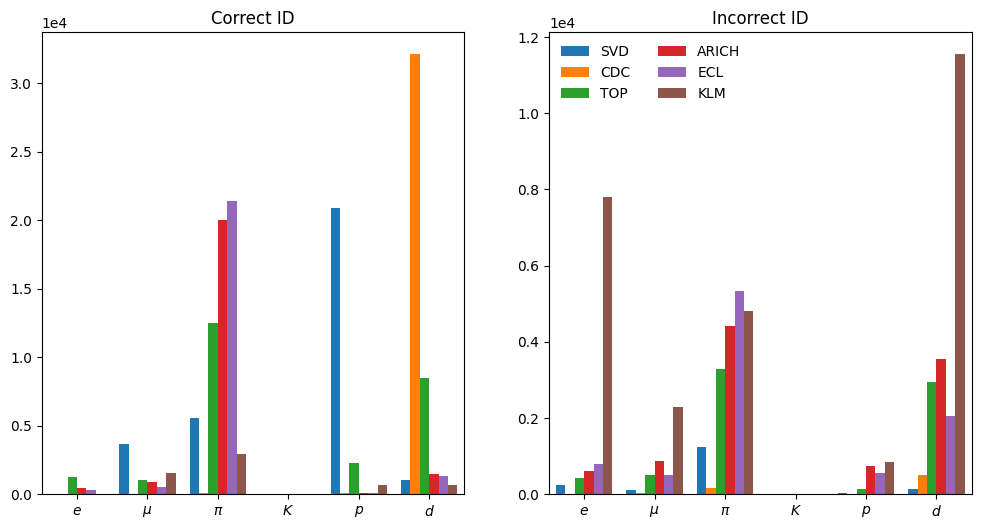 Correct ID
1e4
3.0
2.5
2.0
1.5
1.0
0.5
0.0
e μ π K p d
Incorrect ID
1e4
SVD ARICH
CDC ECL
TOP KLM
1.2
1.0
0.8
0.6
0.4
0.2
0.0
e μ π K p d